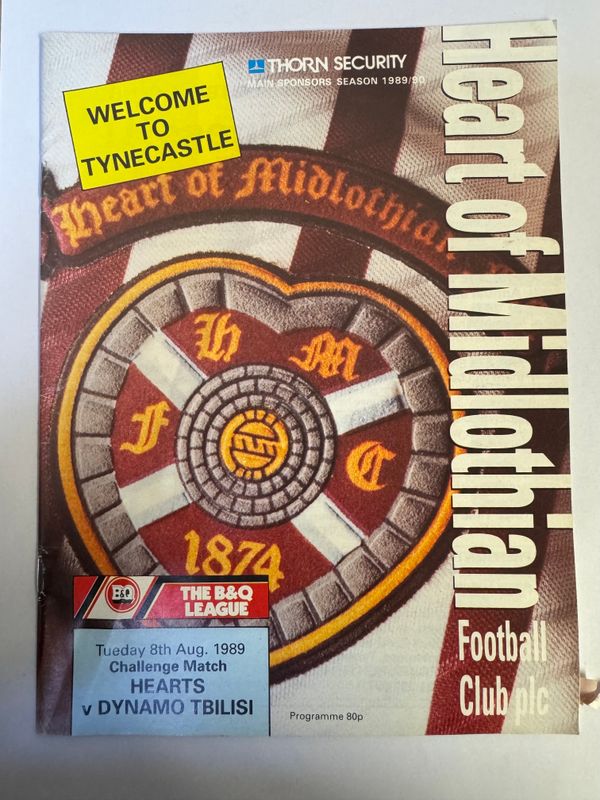 THORN SECURITY
MAIN SPONSORS SEASON 1989/90
WELCOME
TO
TYNECASTLE
Heart of Midlothian
Football
Club plc
Heart of Midlothian
H M
F C
1874
B&Q
THE B&Q
LEAGUE
Tueday 8th Aug. 1989
Challenge Match
HEARTS
v DYNAMO TBILISI
Programme 80p